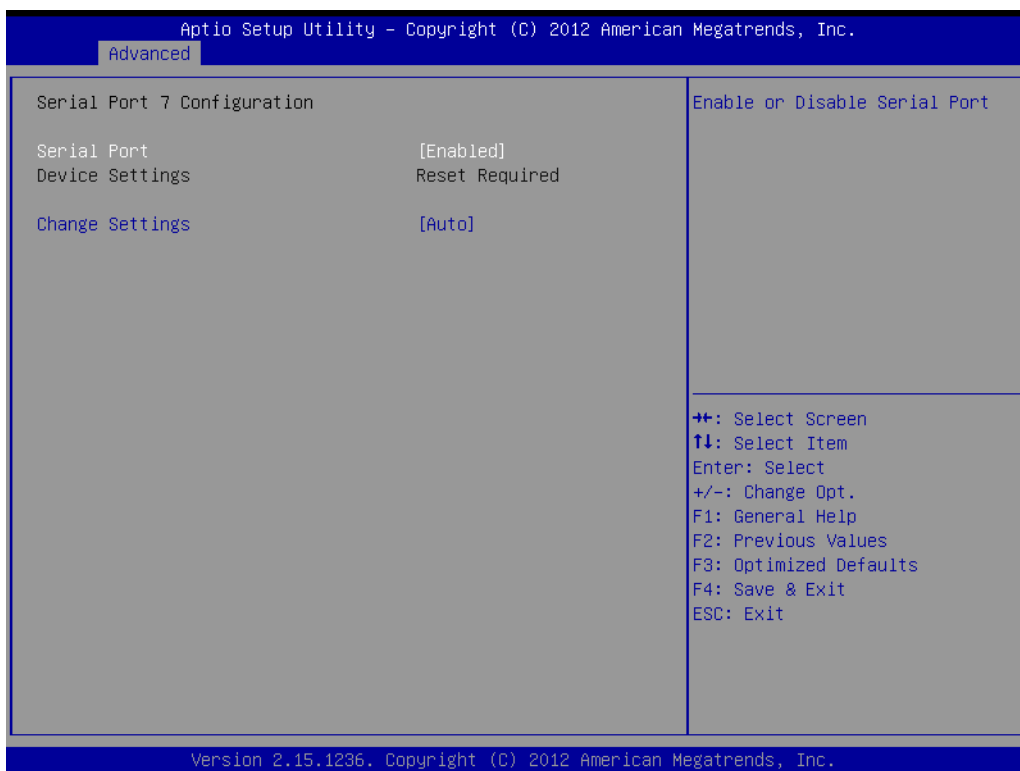 Aptio Setup Utility – Copyright (C) 2012 American Megatrends, Inc.
Advanced
Serial Port 7 Configuration
Serial Port [Enabled]
Device Settings Reset Required
Change Settings [Auto]
Enable or Disable Serial Port
→←: Select Screen
↑↓: Select Item
Enter: Select
+/-: Change Opt.
F1: General Help
F2: Previous Values
F3: Optimized Defaults
F4: Save & Exit
ESC: Exit
Version 2.15.1236. Copyright (C) 2012 American Megatrends, Inc.